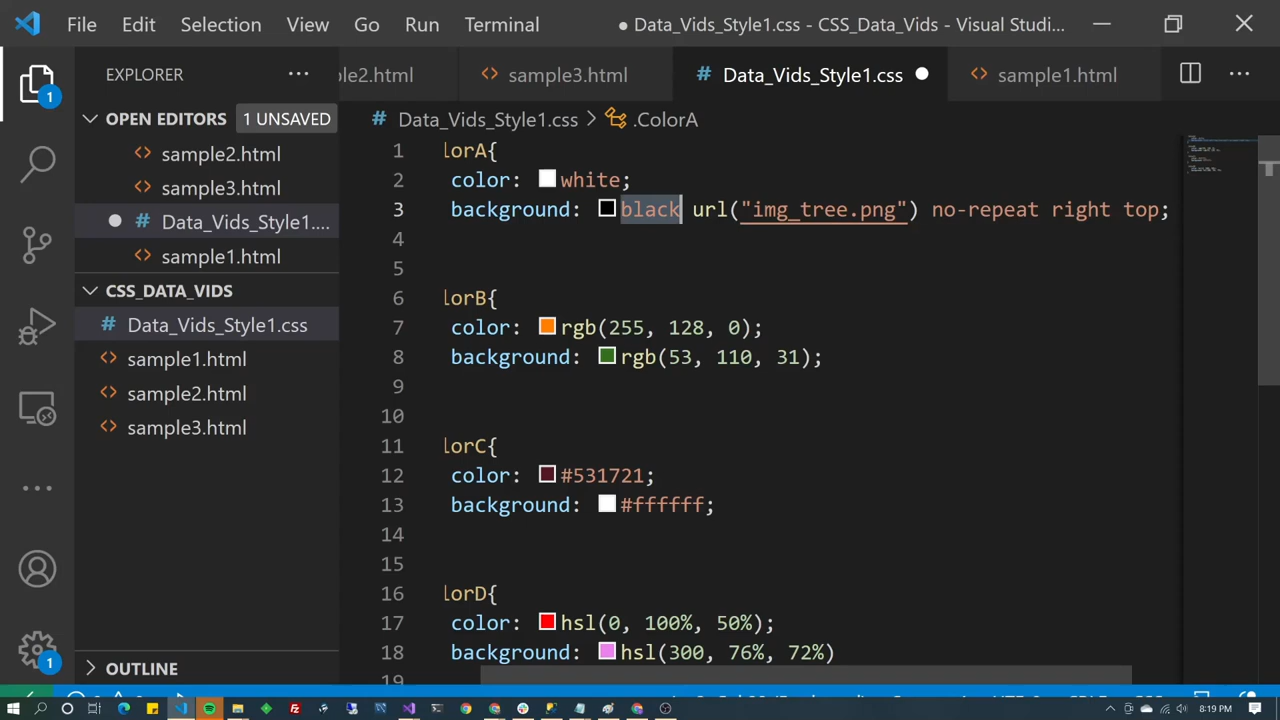 File Edit Selection View Go Run Terminal ● Data_Vids_Style1.css - CSS_Data_Vids - Visual Studi...
EXPLORER ···
ple2.html sample3.html # Data_Vids_Style1.css sample1.html ···
1
OPEN EDITORS 1 UNSAVED
# Data_Vids_Style1.css > .ColorA
sample2.html
sample3.html
# Data_Vids_Style1....
sample1.html
CSS_DATA_VIDS
# Data_Vids_Style1.css
sample1.html
sample2.html
sample3.html
OUTLINE
1
1 lorA{
2 color: white;
3 background: black url("img_tree.png") no-repeat right top;
4
5
6 lorB{
7 color: rgb(255, 128, 0);
8 background: rgb(53, 110, 31);
9
10
11 lorC{
12 color: #531721;
13 background: #ffffff;
14
15
16 lorD{
17 color: hsl(0, 100%, 50%);
18 background: hsl(300, 76%, 72%)
19
8:19 PM